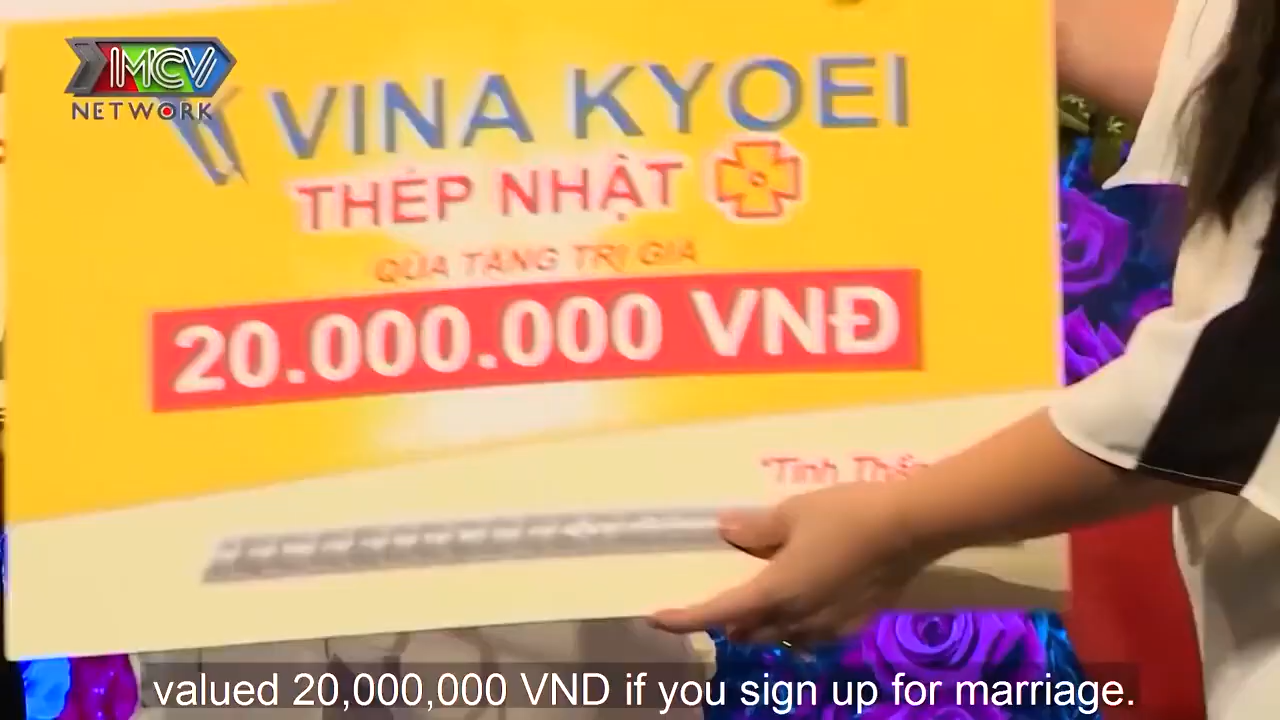 MCV
NETWORK
VINA KYOEI
THÉP NHẬT
QUÀ TẶNG TRỊ GIÁ
20.000.000 VNĐ
"Tinh
valued 20,000,000 VND if you sign up for marriage.